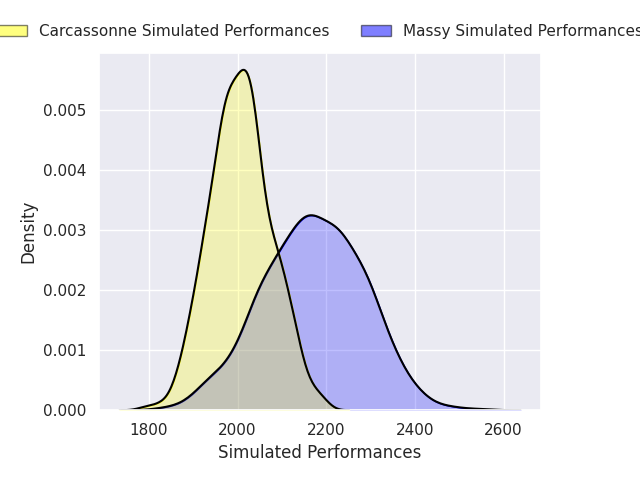 Carcassonne Simulated Performances
Massy Simulated Performances
0.005
0.004
0.003
0.002
0.001
0.000
Density
1800
2000
2200
2400
2600
Simulated Performances